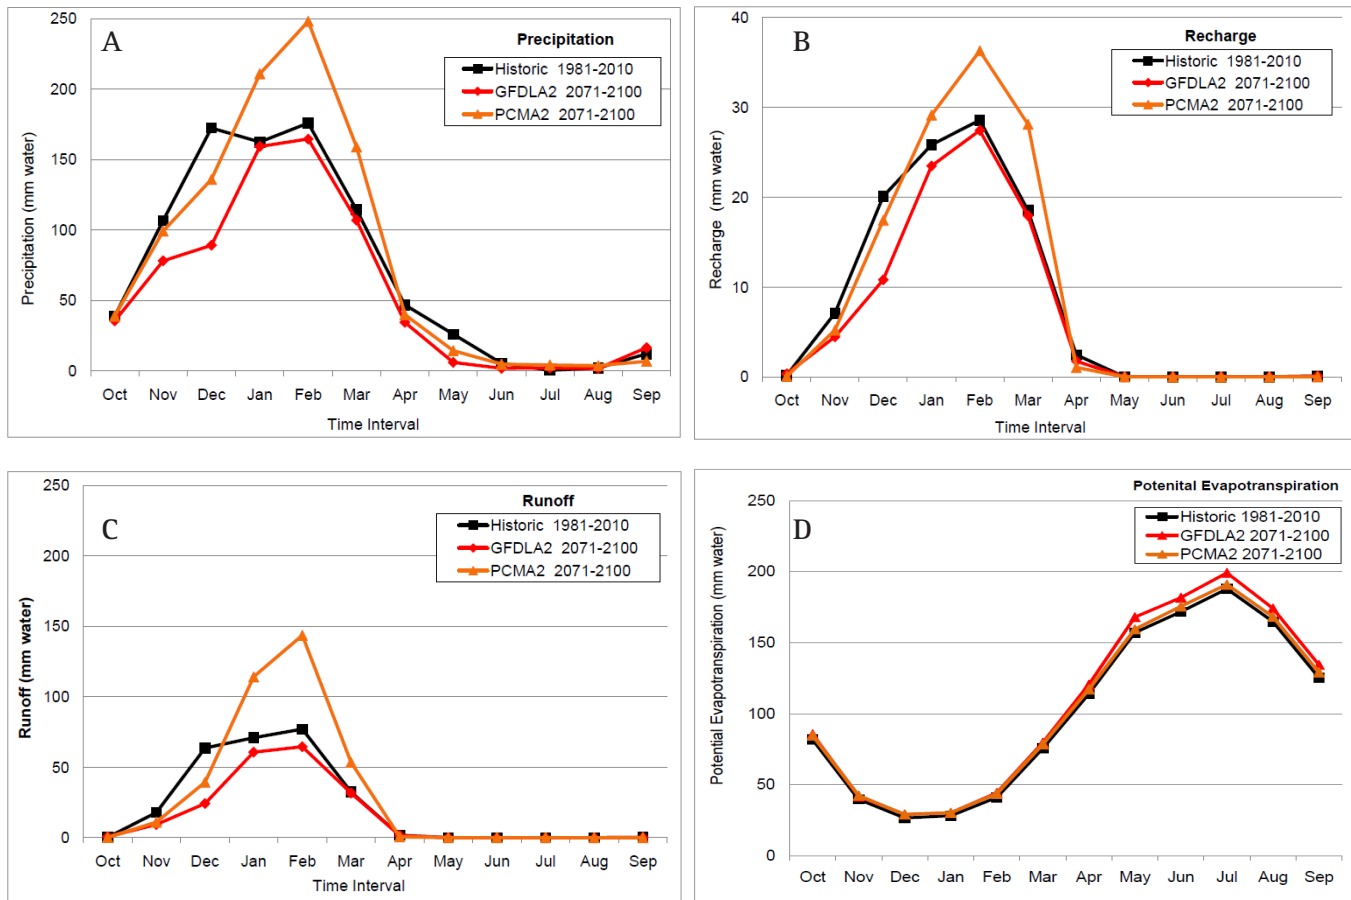 A
Precipitation
Historic 1981-2010
GFDLA2 2071-2100
PCMA2 2071-2100
Precipitation (mm water)
250
200
150
100
50
0
Oct Nov Dec Jan Feb Mar Apr May Jun Jul Aug Sep
Time Interval
B
Recharge
Historic 1981-2010
GFDLA2 2071-2100
PCMA2 2071-2100
Recharge (mm water)
40
30
20
10
0
Oct Nov Dec Jan Feb Mar Apr May Jun Jul Aug Sep
Time Interval
C
Runoff
Historic 1981-2010
GFDLA2 2071-2100
PCMA2 2071-2100
Runoff (mm water)
250
200
150
100
50
0
Oct Nov Dec Jan Feb Mar Apr May Jun Jul Aug Sep
Time Interval
D
Potenital Evapotranspiration
Historic 1981-2010
GFDLA2 2071-2100
PCMA2 2071-2100
Potential Evapotranspiration (mm water)
250
200
150
100
50
0
Oct Nov Dec Jan Feb Mar Apr May Jun Jul Aug Sep